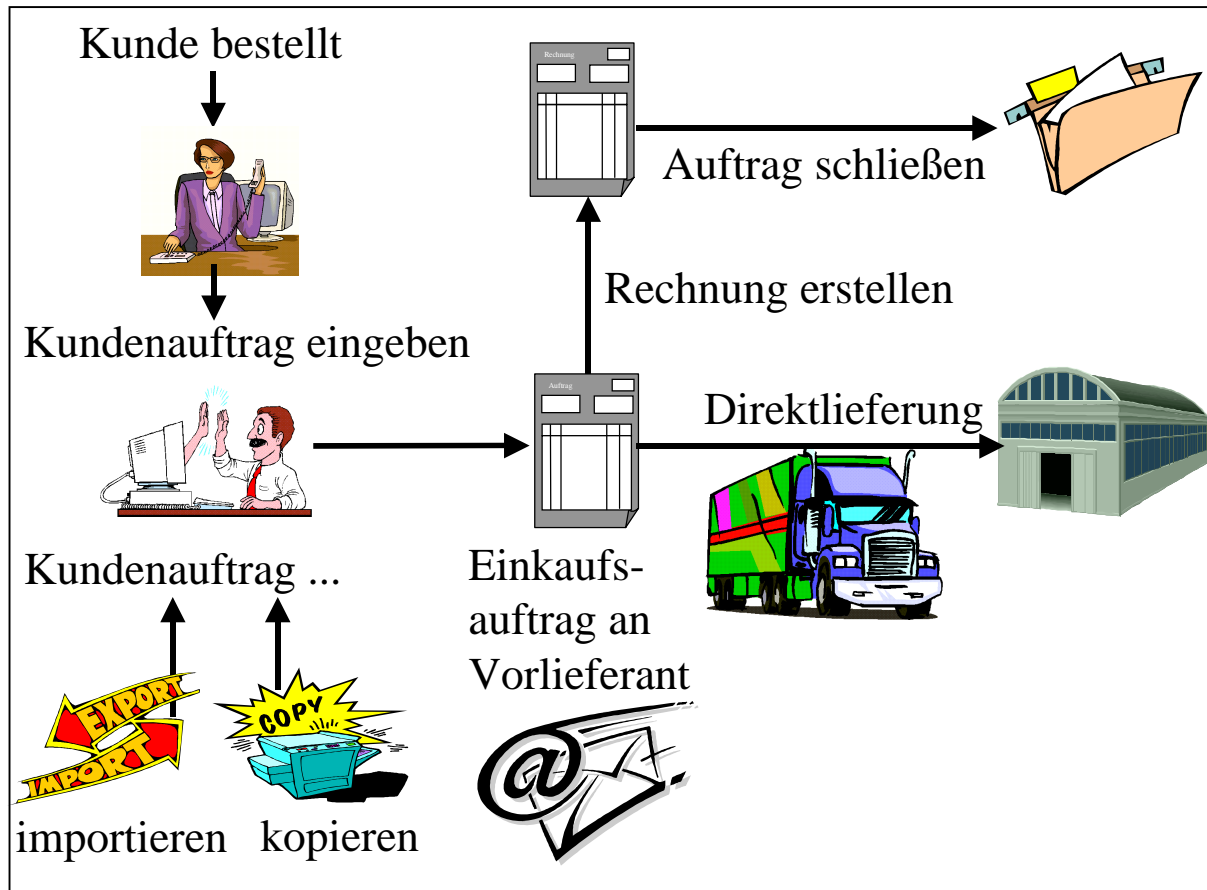 Kunde bestellt
Kundenauftrag eingeben
Kundenauftrag ...
EXPORT
IMPORT
COPY
importieren
kopieren
Rechnung
Auftrag schließen
Rechnung erstellen
Auftrag
Direktlieferung
Einkaufs-
auftrag an
Vorlieferant
@